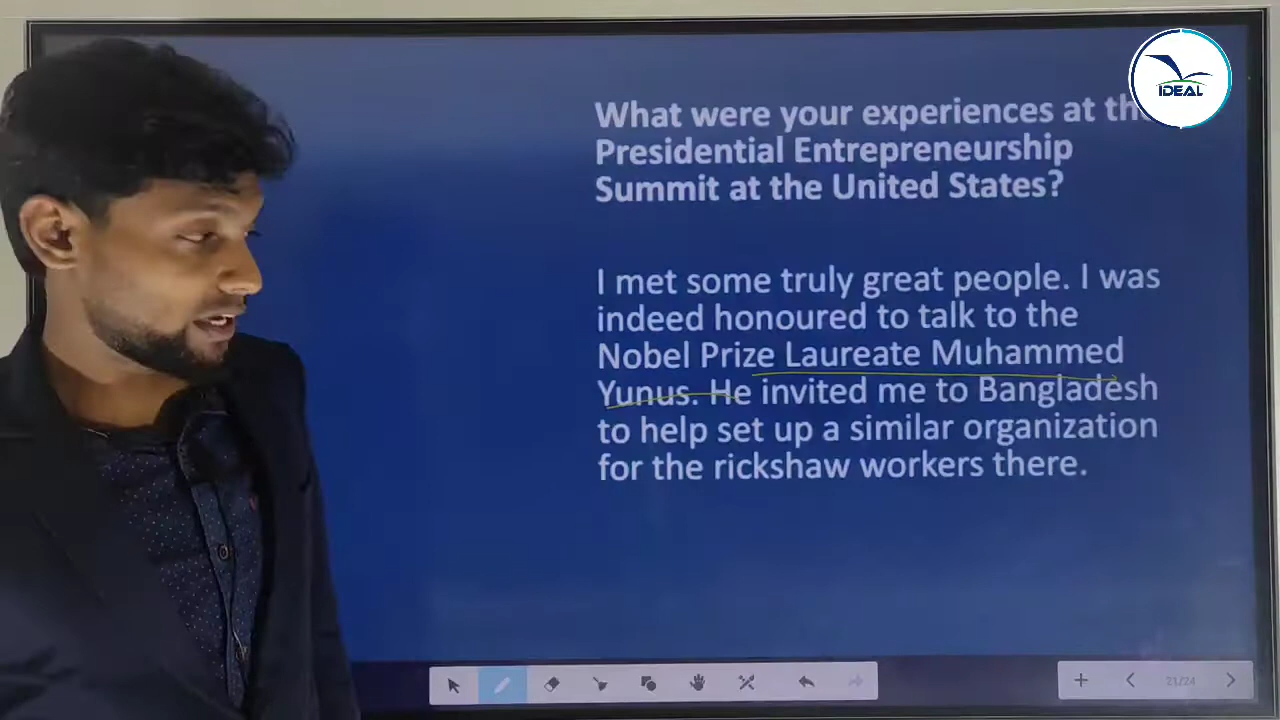 IDEAL
What were your experiences at the
Presidential Entrepreneurship
Summit at the United States?
I met some truly great people. I was
indeed honoured to talk to the
Nobel Prize Laureate Muhammed
Yunus. He invited me to Bangladesh
to help set up a similar organization
for the rickshaw workers there.
21/24